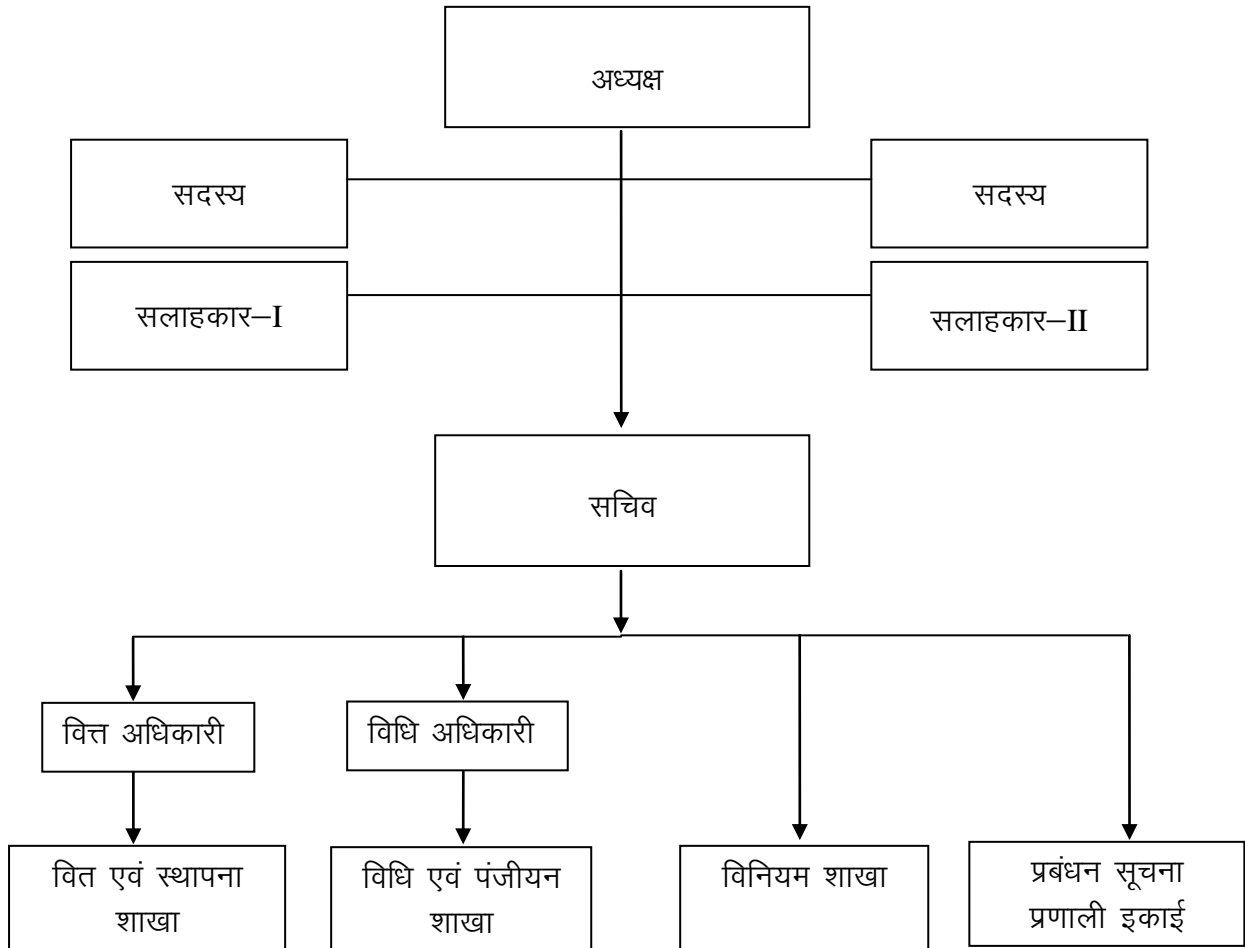 अध्यक्ष
सदस्य
सदस्य
सलाहकार–I
सलाहकार–II
सचिव
वित्त अधिकारी
विधि अधिकारी
वित एवं स्थापना
शाखा
विधि एवं पंजीयन
शाखा
विनियम शाखा
प्रबंधन सूचना
प्रणाली इकाई